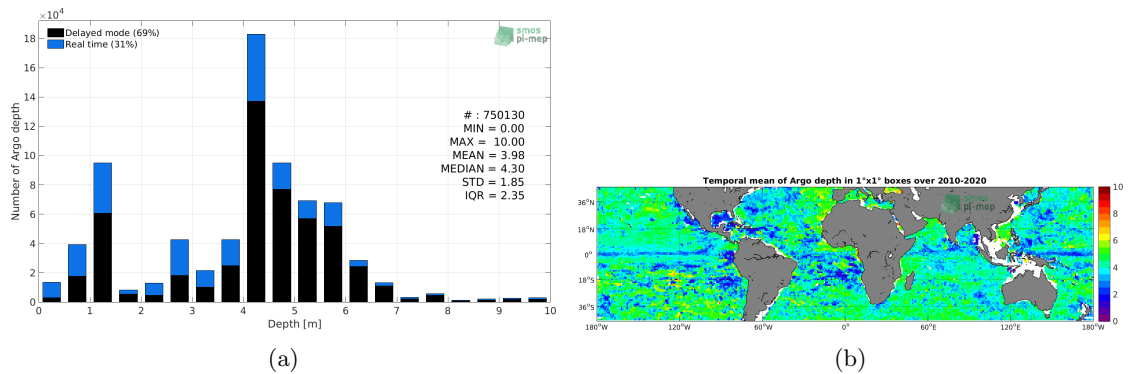 ×10⁴
18
16
14
12
10
8
6
4
2
0
Number of Argo depth
Delayed mode (69%)
Real time (31%)
smos
pi-mep
# : 750130
MIN = 0.00
MAX = 10.00
MEAN = 3.98
MEDIAN = 4.30
STD = 1.85
IQR = 2.35
0 1 2 3 4 5 6 7 8 9 10
Depth [m]
(a)
Temporal mean of Argo depth in 1°x1° boxes over 2010-2020
smos
pi-mep
36°N
18°N
0°
18°S
36°S
180°W 120°W 60°W 0° 60°E 120°E 180°W
10
8
6
4
2
0
(b)